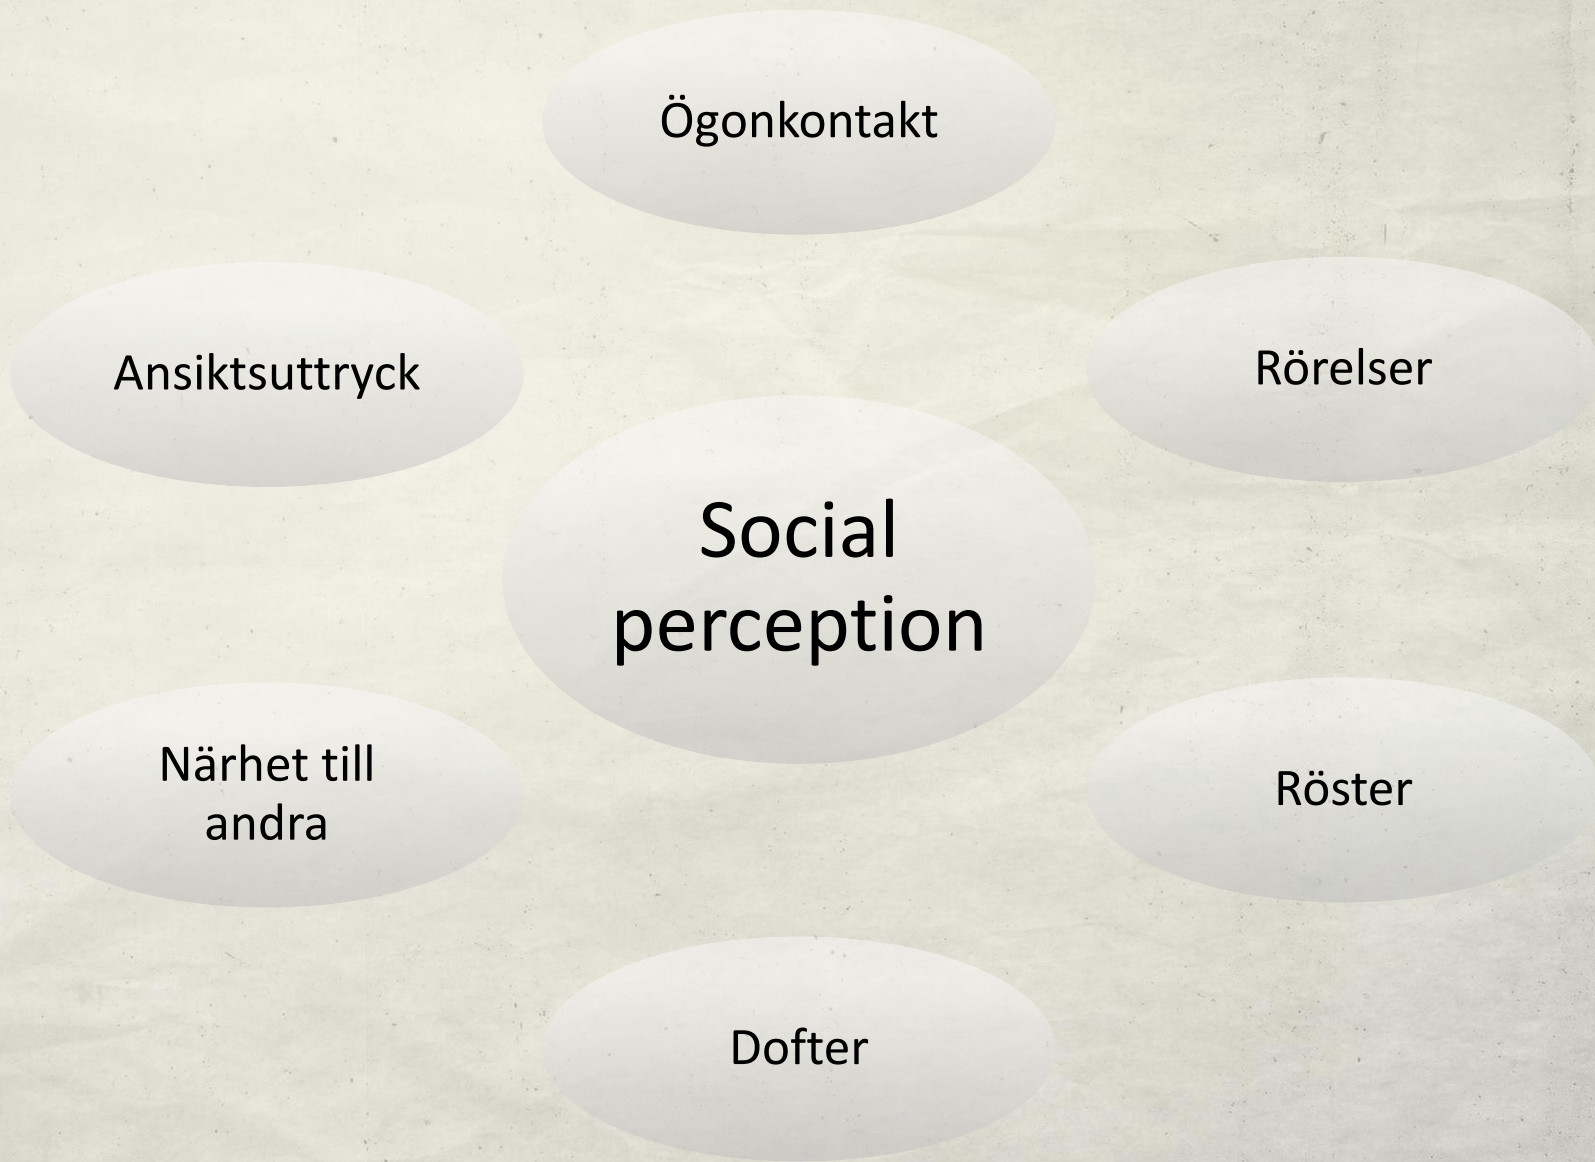 Ögonkontakt
Ansiktsuttryck
Rörelser
Social
perception
Närhet till
andra
Röster
Dofter